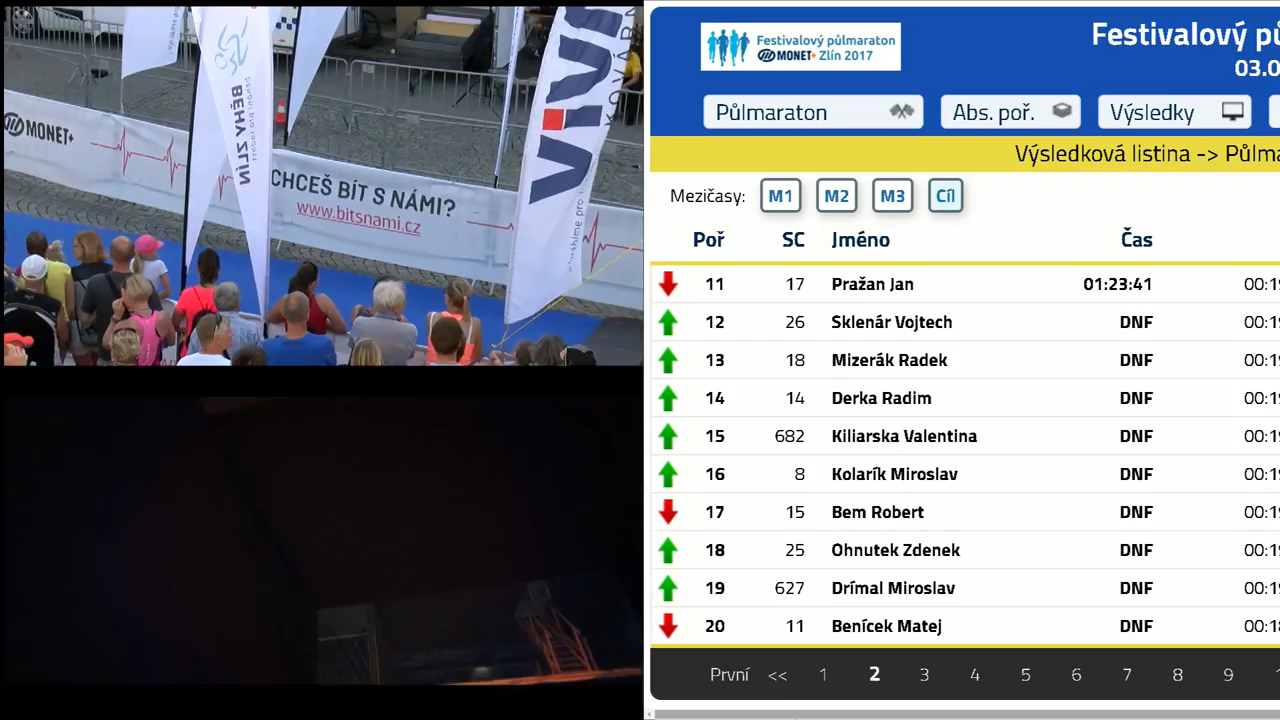 MONET+
BĚHY ZLÍN
CHCEŠ BÍT S NÁMI?
www.bitsnami.cz
Festivalový půlmaraton
MONET+ Zlín 2017
Festivalový pů
03.0
Půlmaraton
Abs. poř.
Výsledky
Výsledková listina -> Půlma
Mezičasy: M1 M2 M3 Cíl
Poř SC Jméno Čas
11 17 Pražan Jan 01:23:41 00:19
12 26 Sklenár Vojtech DNF 00:19
13 18 Mizerák Radek DNF 00:19
14 14 Derka Radim DNF 00:19
15 682 Kiliarska Valentina DNF 00:19
16 8 Kolarík Miroslav DNF 00:19
17 15 Bem Robert DNF 00:19
18 25 Ohnutek Zdenek DNF 00:19
19 627 Drímal Miroslav DNF 00:19
20 11 Benícek Matej DNF 00:18
První << 1 2 3 4 5 6 7 8 9